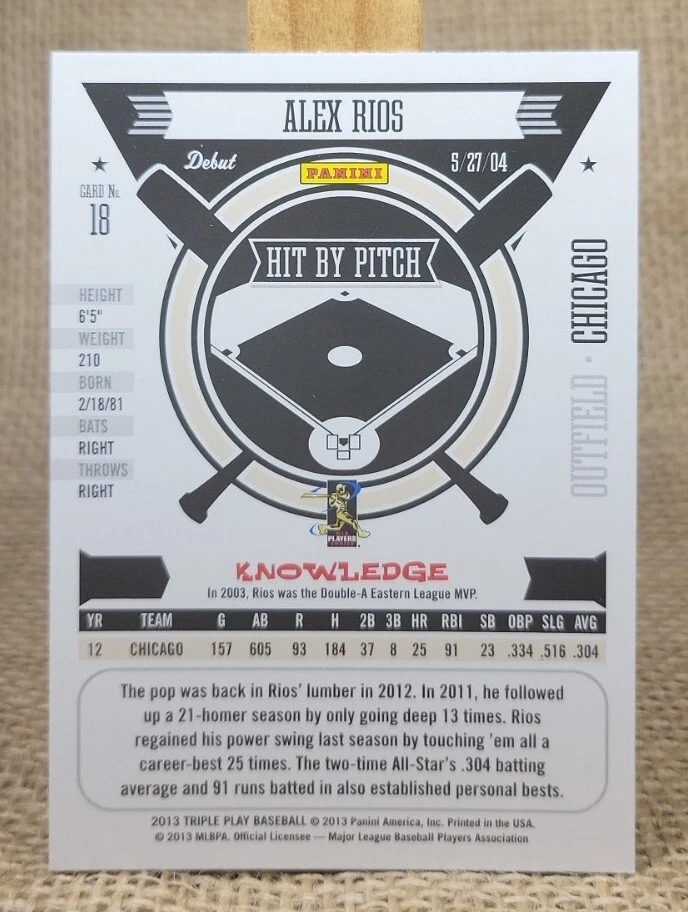 ALEX RIOS
Debut
5/27/04
PANINI
CARD No.
18
HIT BY PITCH
OUTFIELD · CHICAGO
HEIGHT
6'5"
WEIGHT
210
BORN
2/18/81
BATS
RIGHT
THROWS
RIGHT
MLB
PLAYERS
CHOICE
KNOWLEDGE
In 2003, Rios was the Double-A Eastern League MVP.
YR TEAM G AB R H 2B 3B HR RBI SB OBP SLG AVG
12 CHICAGO 157 605 93 184 37 8 25 91 23 .334 .516 .304
The pop was back in Rios' lumber in 2012. In 2011, he followed
up a 21-homer season by only going deep 13 times. Rios
regained his power swing last season by touching 'em all a
career-best 25 times. The two-time All-Star's .304 batting
average and 91 runs batted in also established personal bests.
2013 TRIPLE PLAY BASEBALL © 2013 Panini America, Inc. Printed in the USA.
© 2013 MLBPA. Official Licensee — Major League Baseball Players Association